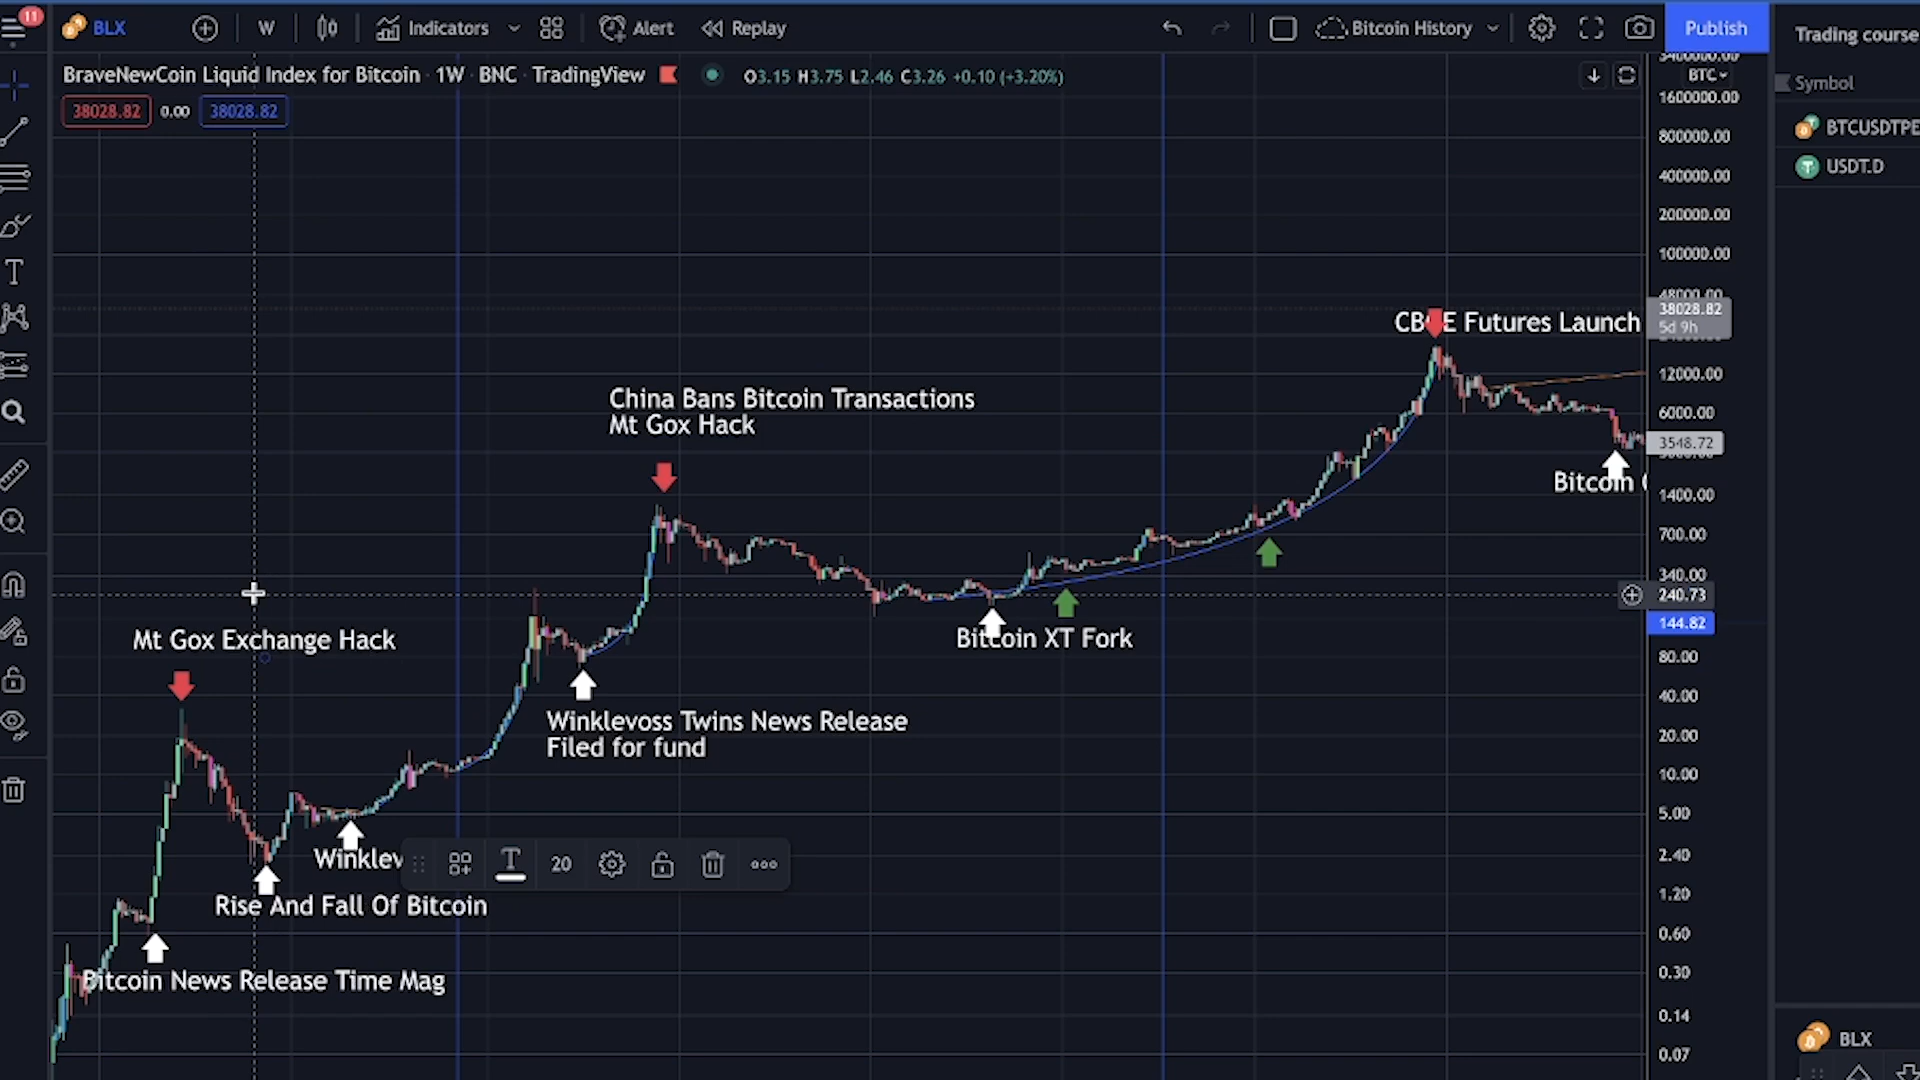 11
BLX
W
Indicators
Alert
Replay
Bitcoin History
Publish
Trading course
BraveNewCoin Liquid Index for Bitcoin · 1W · BNC · TradingView
O3.15 H3.75 L2.46 C3.26 +0.10 (+3.20%)
BTC
Symbol
38028.82 0.00 38028.82
BTCUSDTPE
USDT.D
1600000.00
800000.00
400000.00
200000.00
100000.00
38028.82
5d 9h
12000.00
6000.00
3548.72
1400.00
700.00
340.00
240.73
144.82
80.00
40.00
20.00
10.00
5.00
2.40
1.20
0.60
0.30
0.14
0.07
CBOE Futures Launch
China Bans Bitcoin Transactions
Mt Gox Hack
Bitcoin
Mt Gox Exchange Hack
Bitcoin XT Fork
Winklevoss Twins News Release
Filed for fund
Winklev
20
Rise And Fall Of Bitcoin
Bitcoin News Release Time Mag
BLX